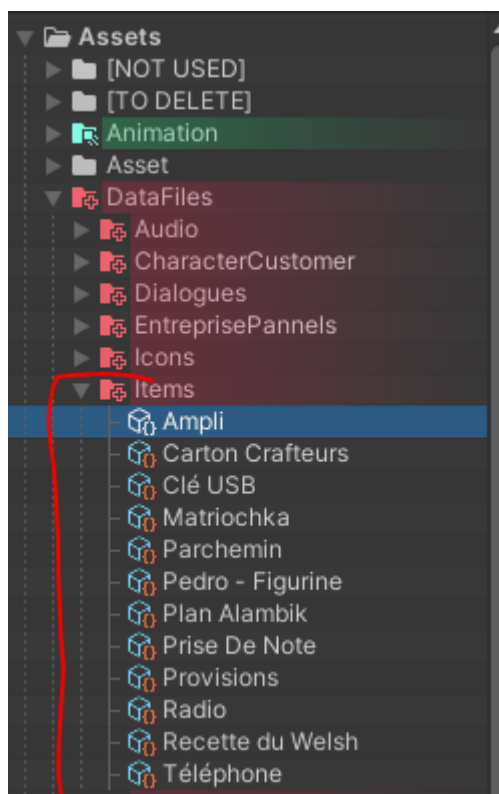 Assets
[NOT USED]
[TO DELETE]
Animation
Asset
DataFiles
Audio
CharacterCustomer
Dialogues
EntreprisePannels
Icons
Items
Ampli
Carton Crafteurs
Clé USB
Matriochka
Parchemin
Pedro - Figurine
Plan Alambik
Prise De Note
Provisions
Radio
Recette du Welsh
Téléphone